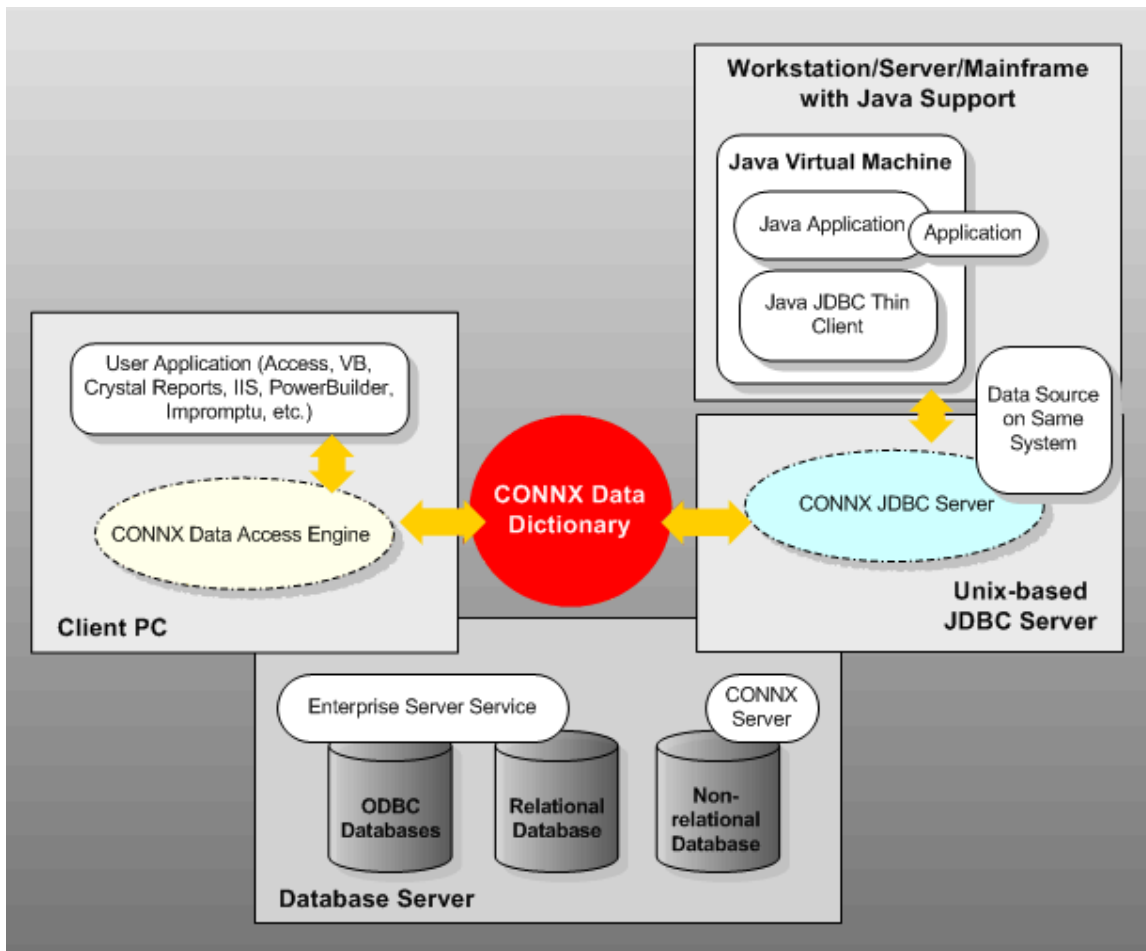 Workstation/Server/Mainframe
with Java Support
Java Virtual Machine
Java Application
Application
Java JDBC Thin
Client
Data Source
on Same
System
CONNX JDBC Server
Unix-based
JDBC Server
User Application (Access, VB,
Crystal Reports, IIS, PowerBuilder,
Impromptu, etc.)
CONNX Data Access Engine
Client PC
CONNX Data
Dictionary
Enterprise Server Service
CONNX
Server
ODBC
Databases
Relational
Database
Non-
relational
Database
Database Server